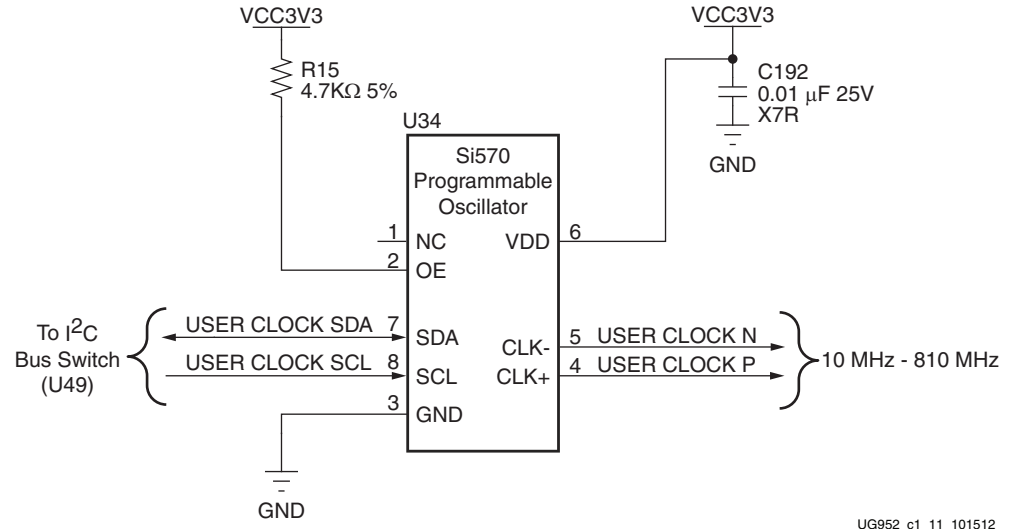 VCC3V3
VCC3V3
R15
4.7KΩ 5%
C192
0.01 μF 25V
X7R
GND
U34
Si570
Programmable
Oscillator
1 NC
VDD 6
2 OE
To I²C
Bus Switch
(U49)
USER CLOCK SDA 7 SDA
USER CLOCK SCL 8 SCL
3 GND
CLK- 5 USER CLOCK N
CLK+ 4 USER CLOCK P
10 MHz - 810 MHz
GND
UG952_c1_11_101512